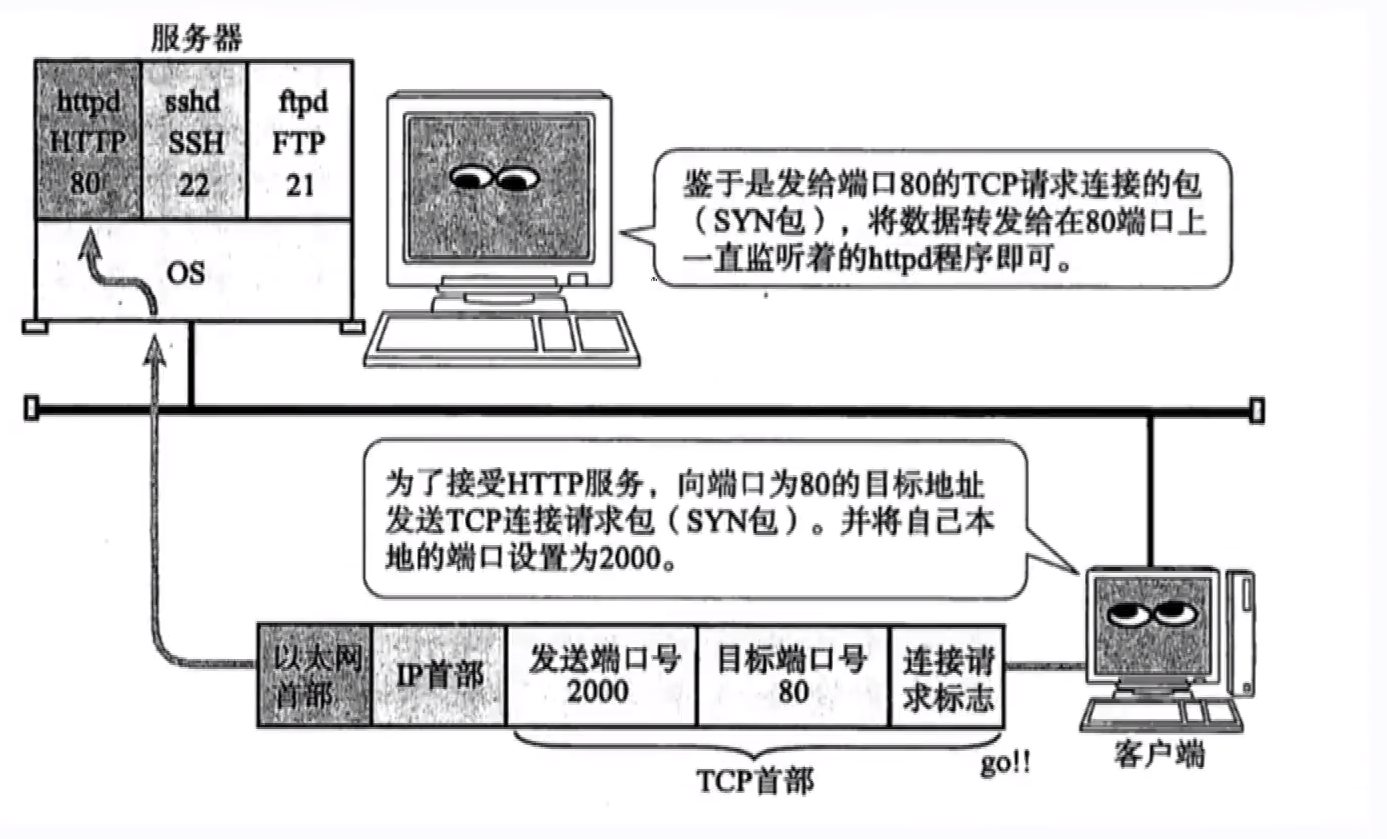 服务器
httpd
HTTP
80
sshd
SSH
22
ftpd
FTP
21
OS
鉴于是发给端口80的TCP请求连接的包
（SYN包），将数据转发给在80端口上
一直监听着的httpd程序即可。
为了接受HTTP服务，向端口为80的目标地址
发送TCP连接请求包（SYN包）。并将自己本
地的端口设置为2000。
以太网
首部
IP首部
发送端口号
2000
目标端口号
80
连接请
求标志
TCP首部
go!!
客户端